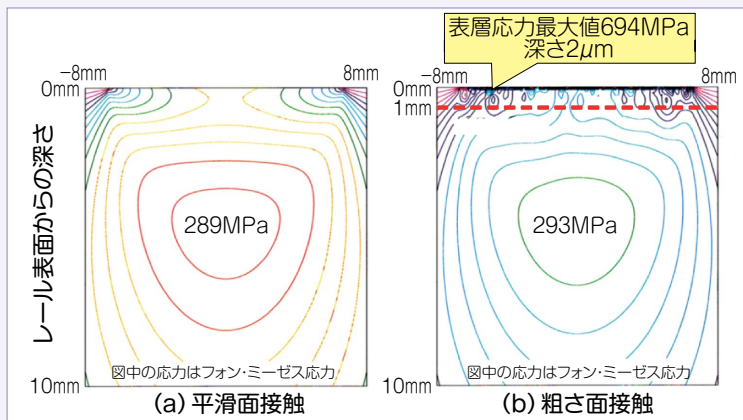 表層応力最大値694MPa
深さ2μm
-8mm
8mm
-8mm
8mm
0mm
0mm
1mm
レール表面からの深さ
289MPa
293MPa
図中の応力はフォン・ミーゼス応力
図中の応力はフォン・ミーゼス応力
10mm
10mm
(a) 平滑面接触
(b) 粗さ面接触